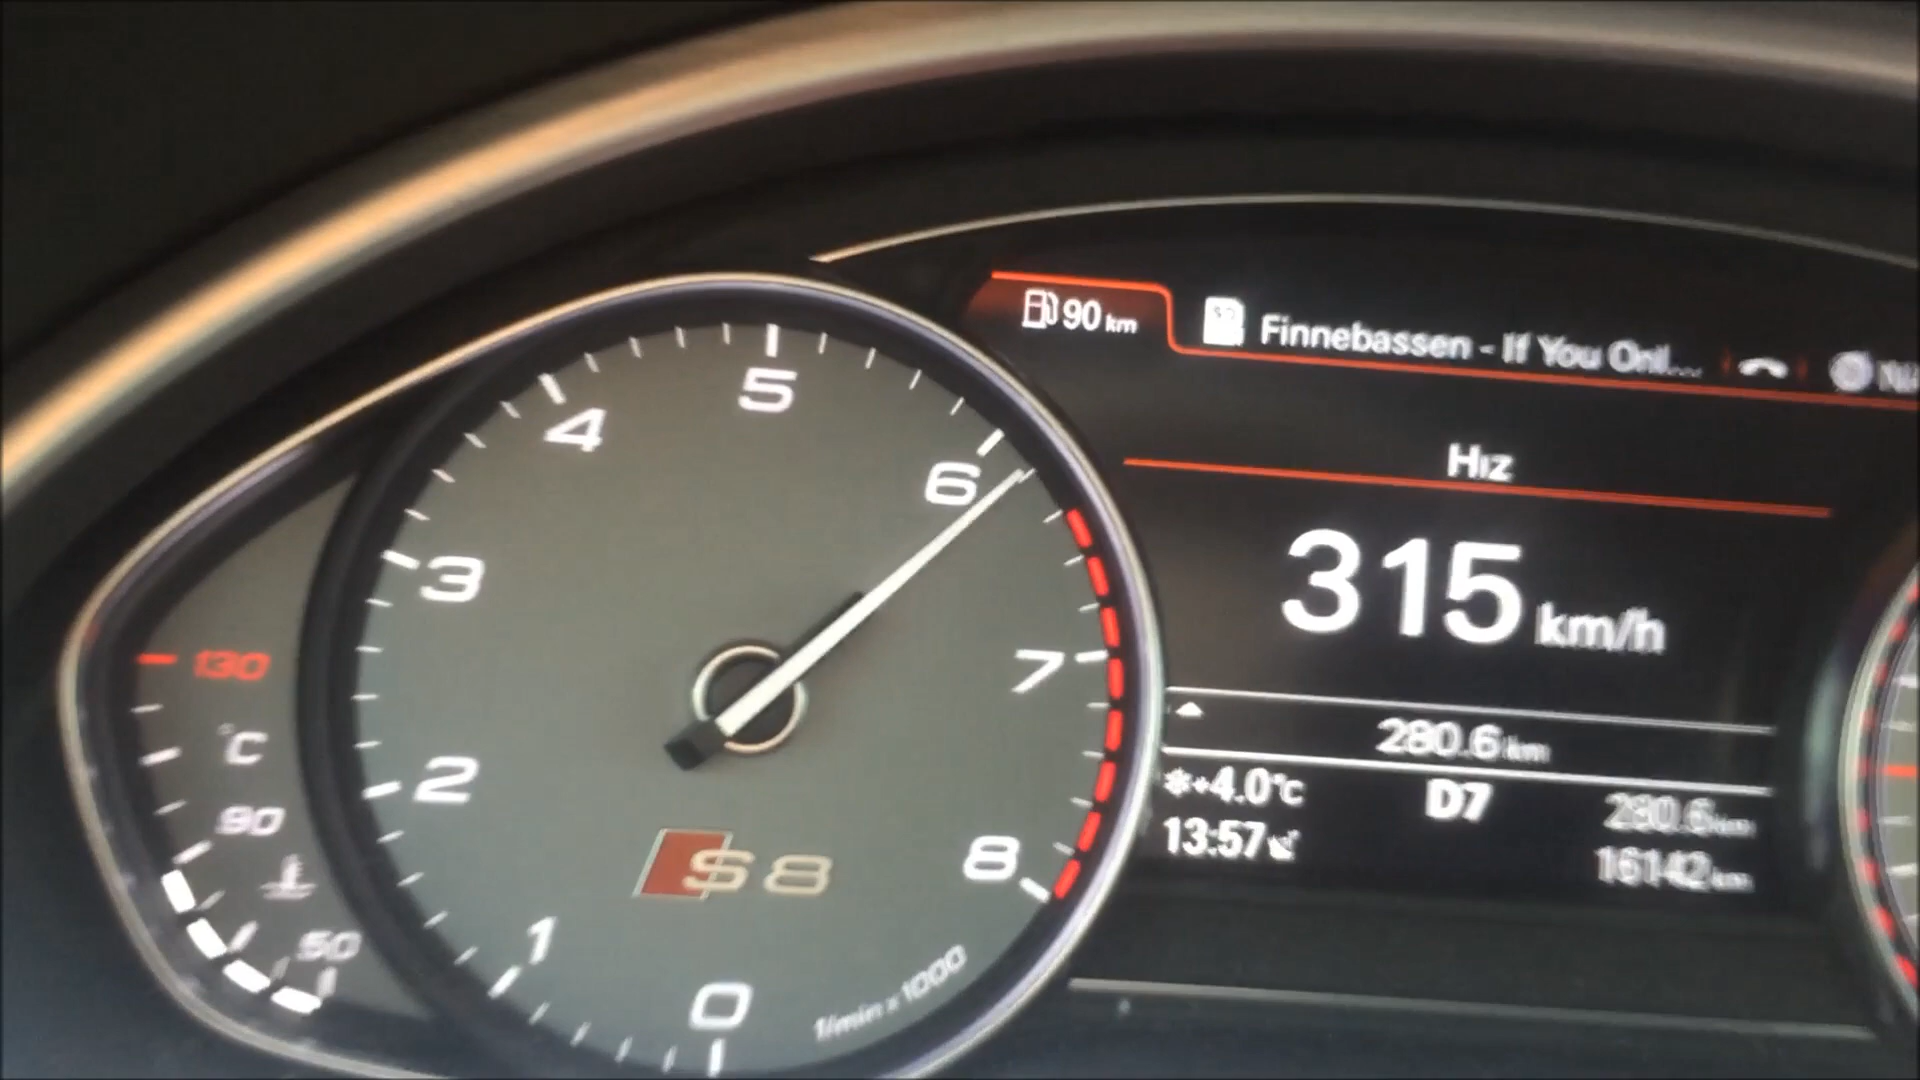 90 km
Finnebassen - If You Onl...
Hız
315 km/h
280.6 km
*+4.0°C
D7
280.6 km
13:57
16142 km
0
1
2
3
4
5
6
7
8
S8
1/min x 1000
130
°C
90
50